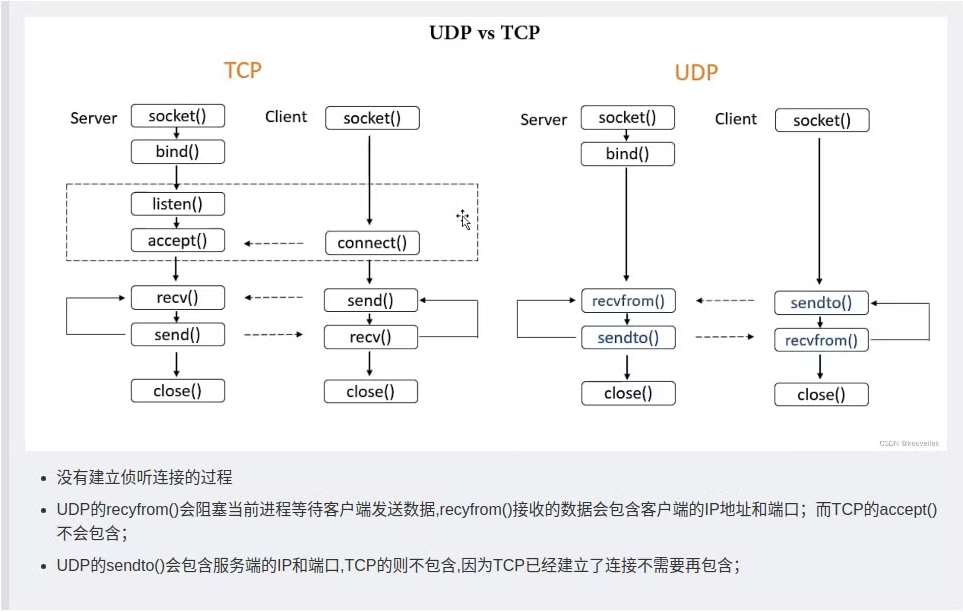 UDP vs TCP
TCP
UDP
Server
socket()
bind()
listen()
accept()
recv()
send()
close()
Client
socket()
connect()
send()
recv()
close()
Server
socket()
bind()
recvfrom()
sendto()
close()
Client
socket()
sendto()
recvfrom()
close()
没有建立侦听连接的过程
UDP的recyfrom()会阻塞当前进程等待客户端发送数据,recyfrom()接收的数据会包含客户端的IP地址和端口；而TCP的accept()
不会包含；
UDP的sendto()会包含服务端的IP和端口,TCP的则不包含,因为TCP已经建立了连接不需要再包含；